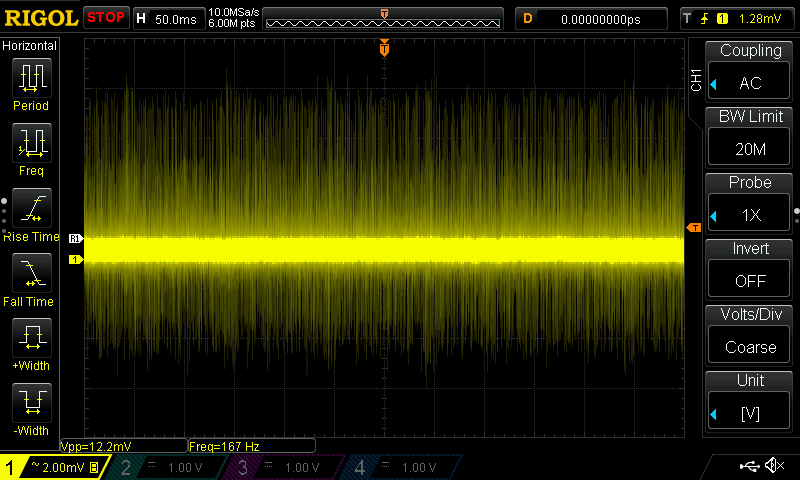 RIGOL STOP H 50.0ms 10.0MSa/s 6.00M pts T D 0.00000000ps T 1 1.28mV
Horizontal
Period
Freq
Rise Time
Fall Time
+Width
-Width
T
R1
1
T
CH1
Coupling
AC
BW Limit
20M
Probe
1X
Invert
OFF
Volts/Div
Coarse
Unit
[V]
Vpp=12.2mV Freq=167 Hz
1 ~ 2.00mV B 2 1.00 V 3 1.00 V 4 1.00 V